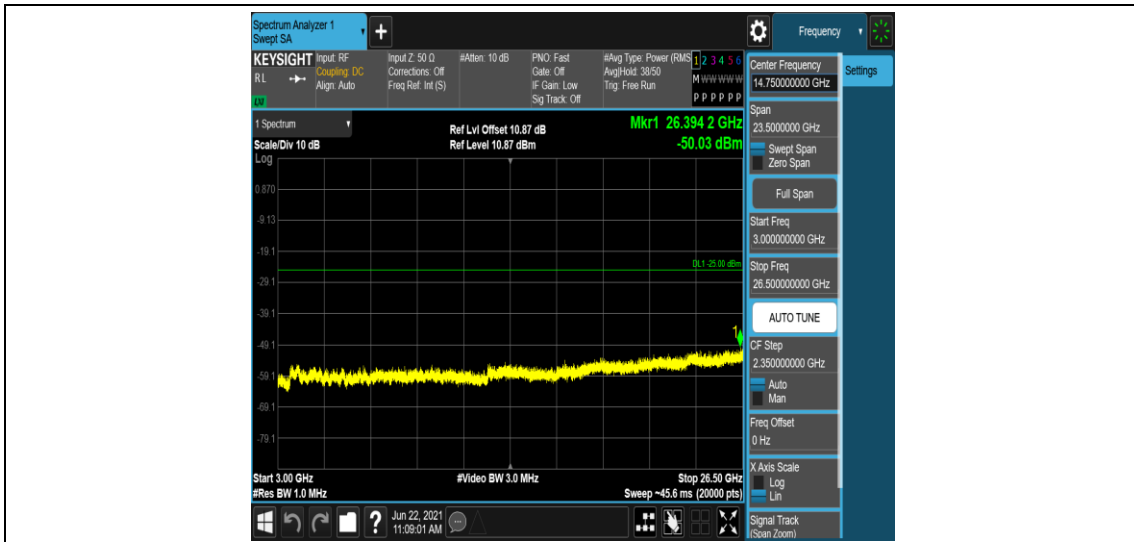 Spectrum Analyzer 1
Swept SA
+
Frequency
KEYSIGHT
RL
LXI
Input: RF
Coupling: DC
Align: Auto
Input Z: 50 Ω
Corrections: Off
Freq Ref: Int (S)
#Atten: 10 dB
PNO: Fast
Gate: Off
IF Gain: Low
Sig Track: Off
#Avg Type: Power (RMS
Avg|Hold: 38/50
Trig: Free Run
1 2 3 4 5 6
M W W W W W
P P P P P P
Center Frequency
14.750000000 GHz
Settings
Span
23.5000000 GHz
Swept Span
Zero Span
Full Span
Start Freq
3.000000000 GHz
Stop Freq
26.500000000 GHz
AUTO TUNE
CF Step
2.350000000 GHz
Auto
Man
Freq Offset
0 Hz
X Axis Scale
Log
Lin
Signal Track
(Span Zoom)
1 Spectrum
Scale/Div 10 dB
Log
Ref Lvl Offset 10.87 dB
Ref Level 10.87 dBm
Mkr1 26.394 2 GHz
-50.03 dBm
0.870
-9.13
-19.1
DL1 -25.00 dBm
-29.1
-39.1
1
-49.1
-59.1
-69.1
-79.1
Start 3.00 GHz
#Res BW 1.0 MHz
#Video BW 3.0 MHz
Stop 26.50 GHz
Sweep ~45.6 ms (20000 pts)
?
Jun 22, 2021
11:09:01 AM